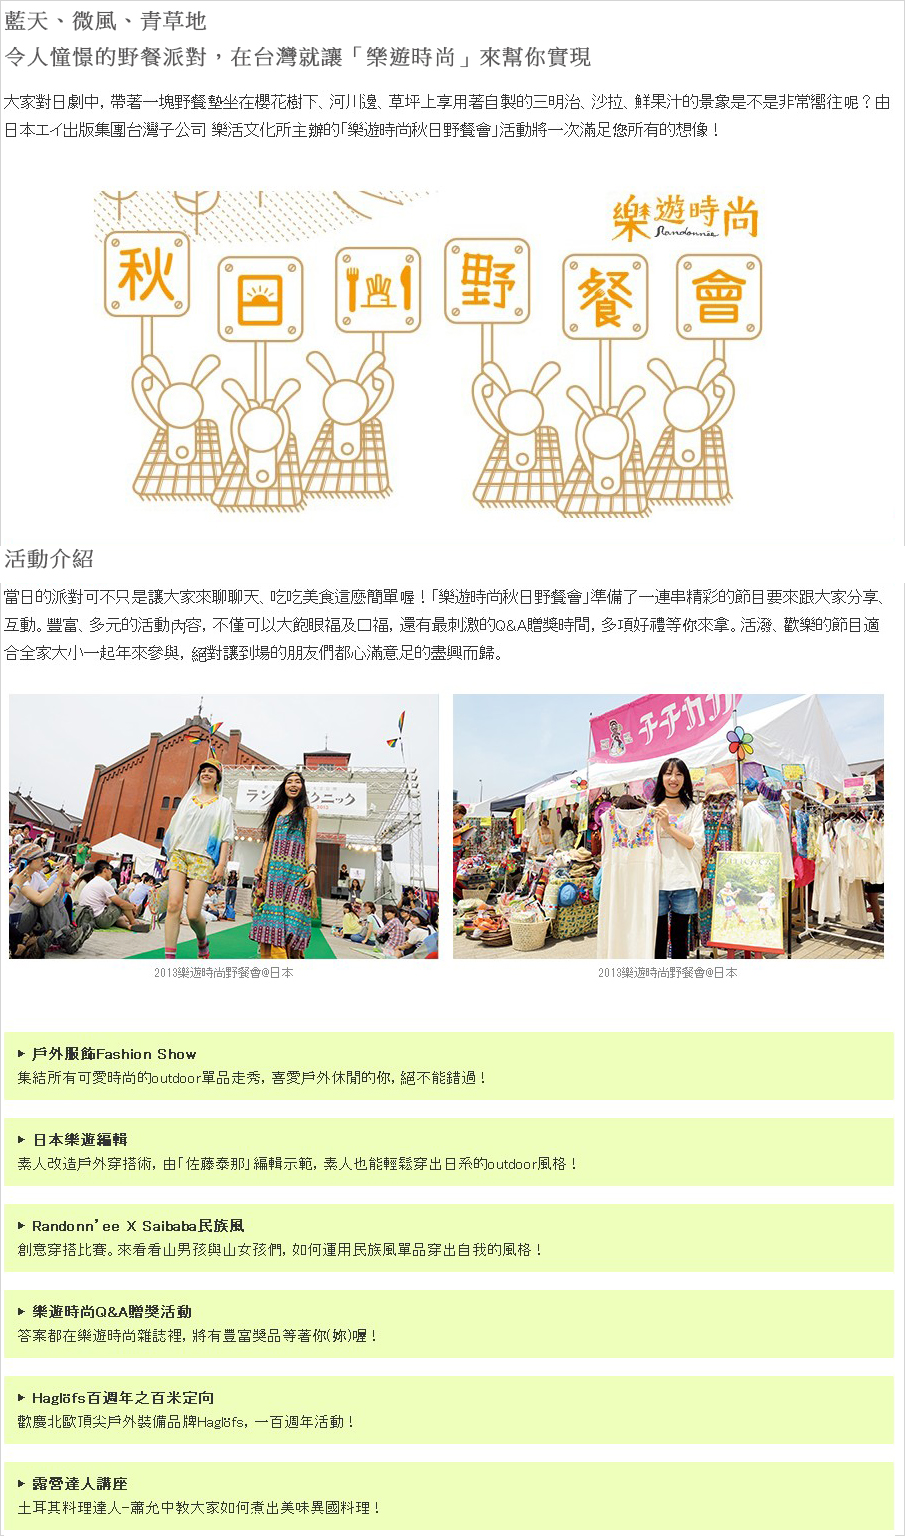 藍天、微風、青草地
令人憧憬的野餐派對，在台灣就讓「樂遊時尚」來幫你實現
大家對日劇中，帶著一塊野餐墊坐在櫻花樹下、河川邊、草坪上享用著自製的三明治、沙拉、鮮果汁的景象是不是非常嚮往呢？由
日本エイ出版集團台灣子公司 樂活文化所主辦的「樂遊時尚秋日野餐會」活動將一次滿足您所有的想像！
樂遊時尚
Randonnée
秋日野餐會
活動介紹
當日的派對可不只是讓大家來聊聊天、吃吃美食這麼簡單喔！「樂遊時尚秋日野餐會」準備了一連串精彩的節目要來跟大家分享、
互動。豐富、多元的活動內容，不僅可以大飽眼福及口福，還有最刺激的Q&A贈獎時間，多項好禮等你來拿。活潑、歡樂的節目適
合全家大小一起年來參與，絕對讓到場的朋友們都心滿意足的盡興而歸。
チチカカ
2013樂遊時尚野餐會@日本
2013樂遊時尚野餐會@日本
▶ 戶外服飾Fashion Show
集結所有可愛時尚的outdoor單品走秀，喜愛戶外休閒的你，絕不能錯過！
▶ 日本樂遊編輯
素人改造戶外穿搭術，由「佐藤泰那」編輯示範，素人也能輕鬆穿出日系的outdoor風格！
▶ Randonn’ee X Saibaba民族風
創意穿搭比賽。來看看山男孩與山女孩們，如何運用民族風單品穿出自我的風格！
▶ 樂遊時尚Q&A贈獎活動
答案都在樂遊時尚雜誌裡，將有豐富獎品等著你(妳)喔！
▶ Haglöfs百週年之百米定向
歡慶北歐頂尖戶外裝備品牌Haglöfs，一百週年活動！
▶ 露營達人講座
土耳其料理達人-蕭允中教大家如何煮出美味異國料理！